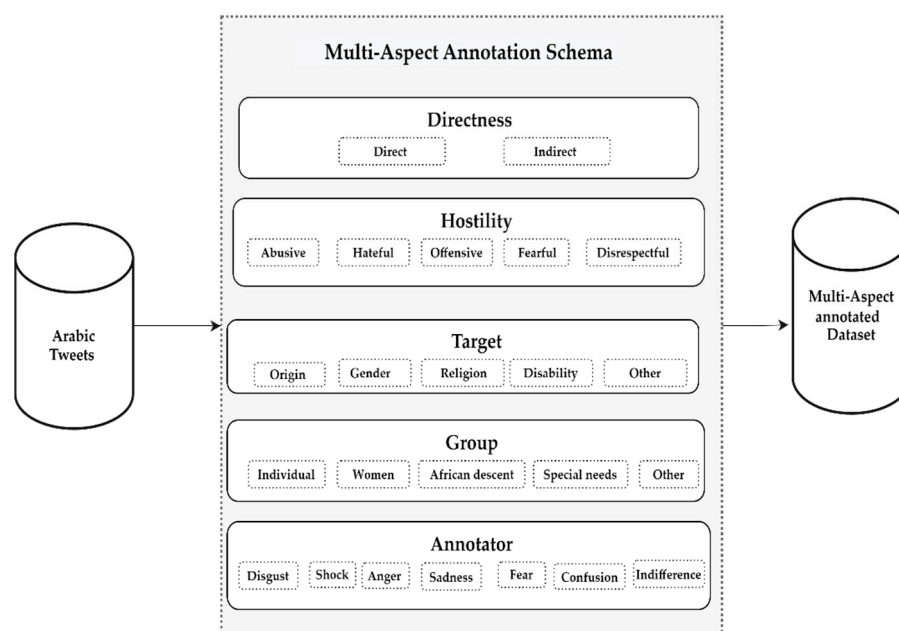 Multi-Aspect Annotation Schema
Directness
Direct Indirect
Hostility
Abusive Hateful Offensive Fearful Disrespectful
Arabic
Tweets
Multi-Aspect
annotated
Dataset
Target
Origin Gender Religion Disability Other
Group
Individual Women African descent Special needs Other
Annotator
Disgust Shock Anger Sadness Fear Confusion Indifference